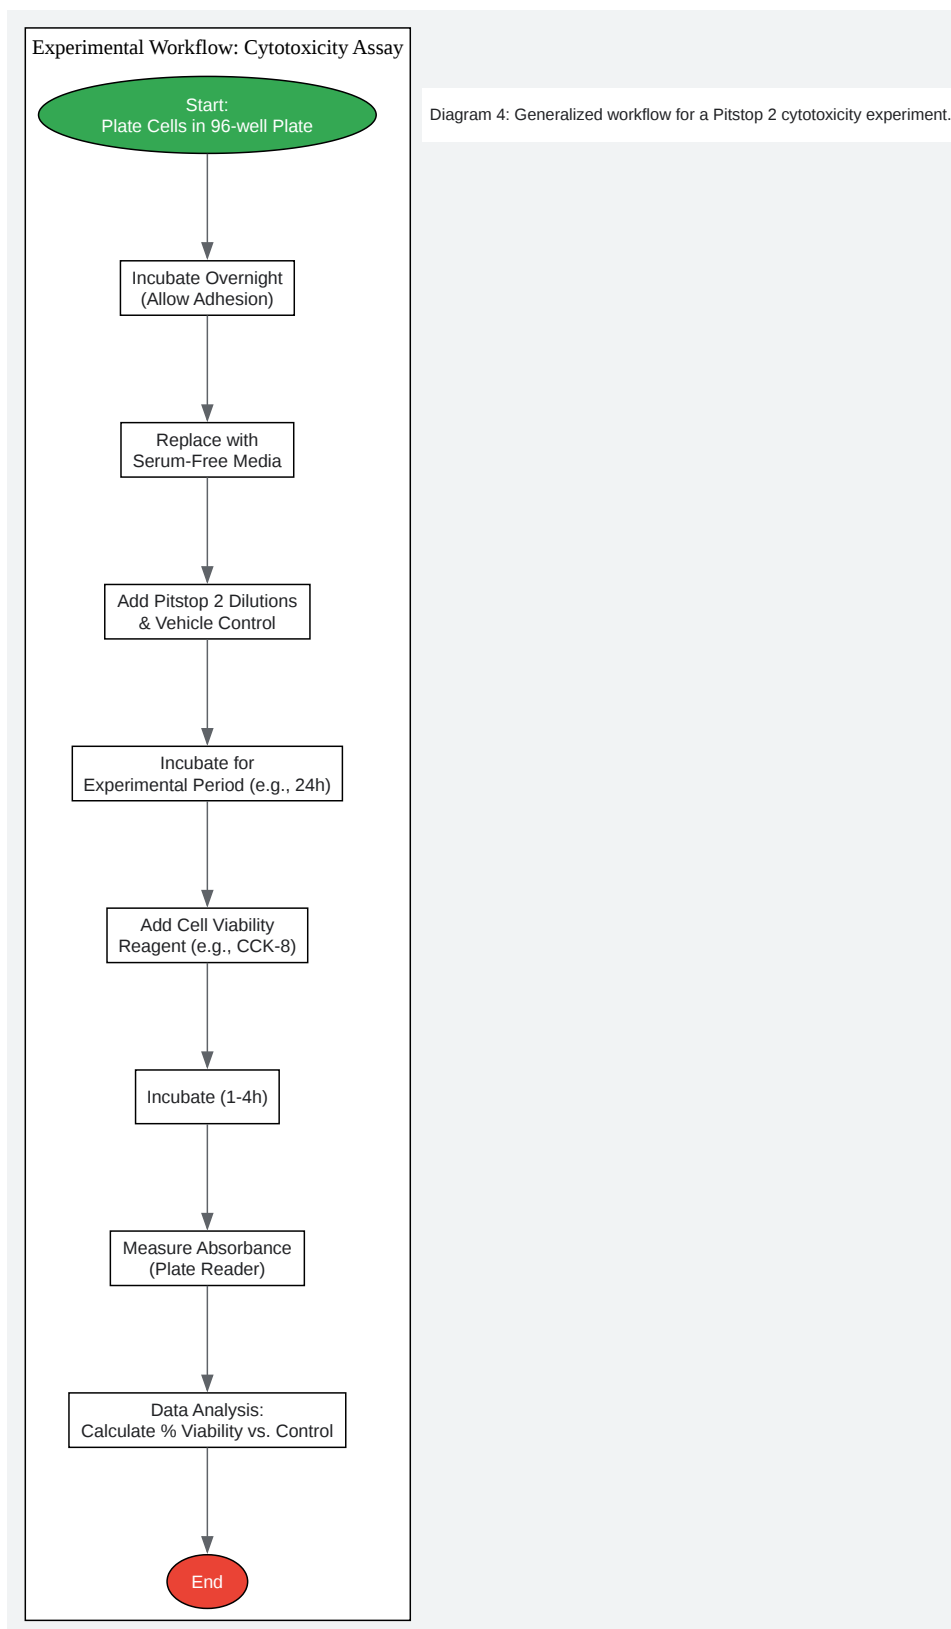 Experimental Workflow: Cytotoxicity Assay
Start:
Plate Cells in 96-well Plate
Diagram 4: Generalized workflow for a Pitstop 2 cytotoxicity experiment.
Incubate Overnight
(Allow Adhesion)
Replace with
Serum-Free Media
Add Pitstop 2 Dilutions
& Vehicle Control
Incubate for
Experimental Period (e.g., 24h)
Add Cell Viability
Reagent (e.g., CCK-8)
Incubate (1-4h)
Measure Absorbance
(Plate Reader)
Data Analysis:
Calculate % Viability vs. Control
End